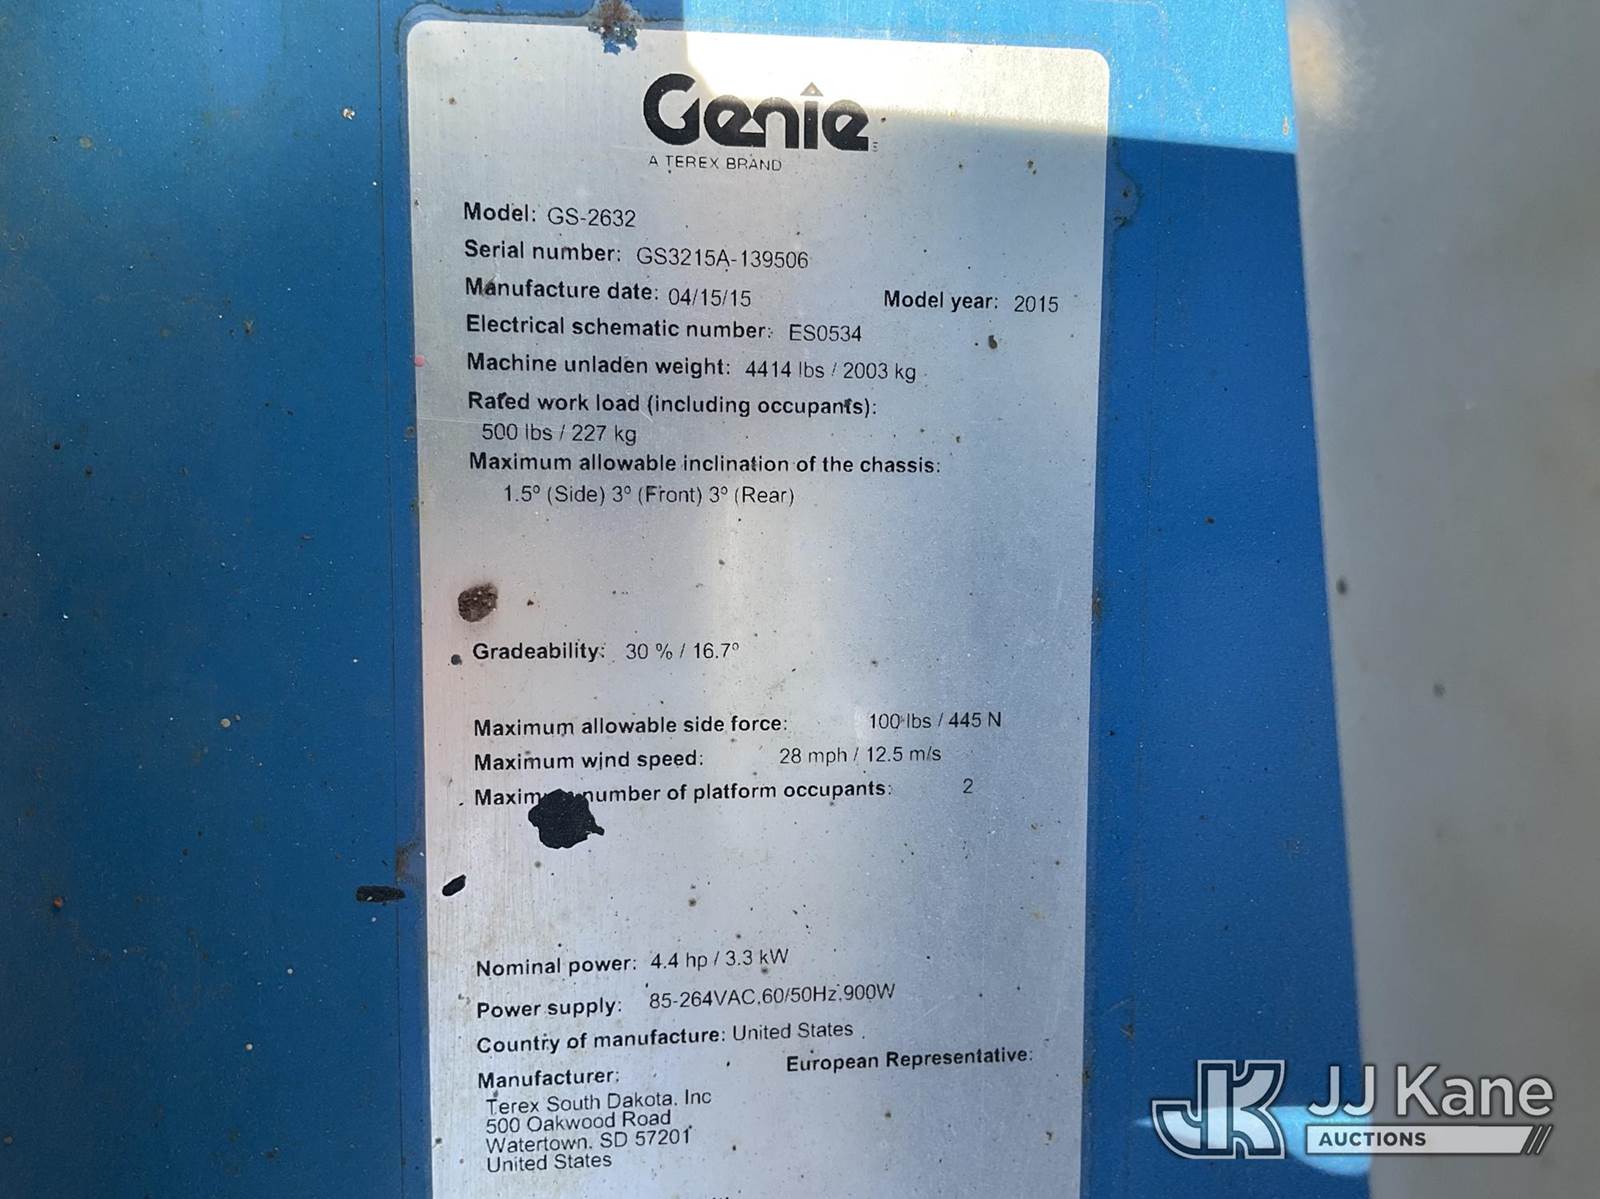 Genie
A TEREX BRAND
Model: GS-2632
Serial number: GS3215A-139506
Manufacture date: 04/15/15 Model year: 2015
Electrical schematic number: ES0534
Machine unladen weight: 4414 lbs / 2003 kg
Rated work load (including occupants):
500 lbs / 227 kg
Maximum allowable inclination of the chassis:
1.5º (Side) 3º (Front) 3º (Rear)
Gradeability: 30 % / 16.7º
Maximum allowable side force: 100 lbs / 445 N
Maximum wind speed: 28 mph / 12.5 m/s
Maximum number of platform occupants: 2
Nominal power: 4.4 hp / 3.3 kW
Power supply: 85-264VAC,60/50Hz,900W
Country of manufacture: United States
Manufacturer: European Representative:
Terex South Dakota, Inc
500 Oakwood Road
Watertown, SD 57201
United States
JK JJ Kane
AUCTIONS